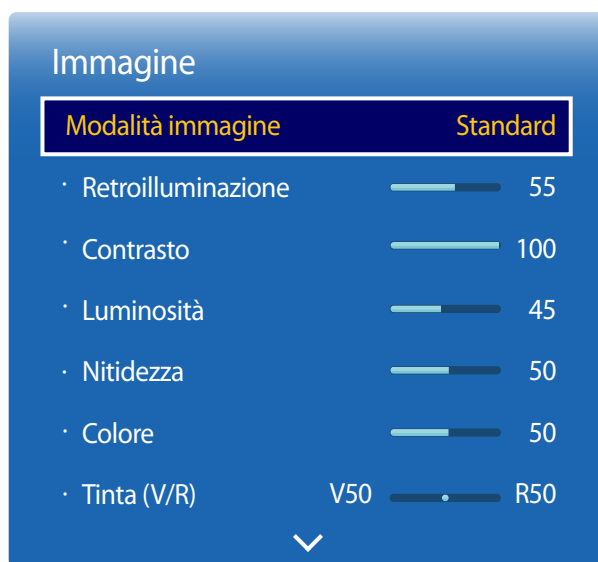 Immagine
Modalità immagine Standard
· Retroilluminazione 55
· Contrasto 100
· Luminosità 45
· Nitidezza 50
· Colore 50
· Tinta (V/R) V50 R50